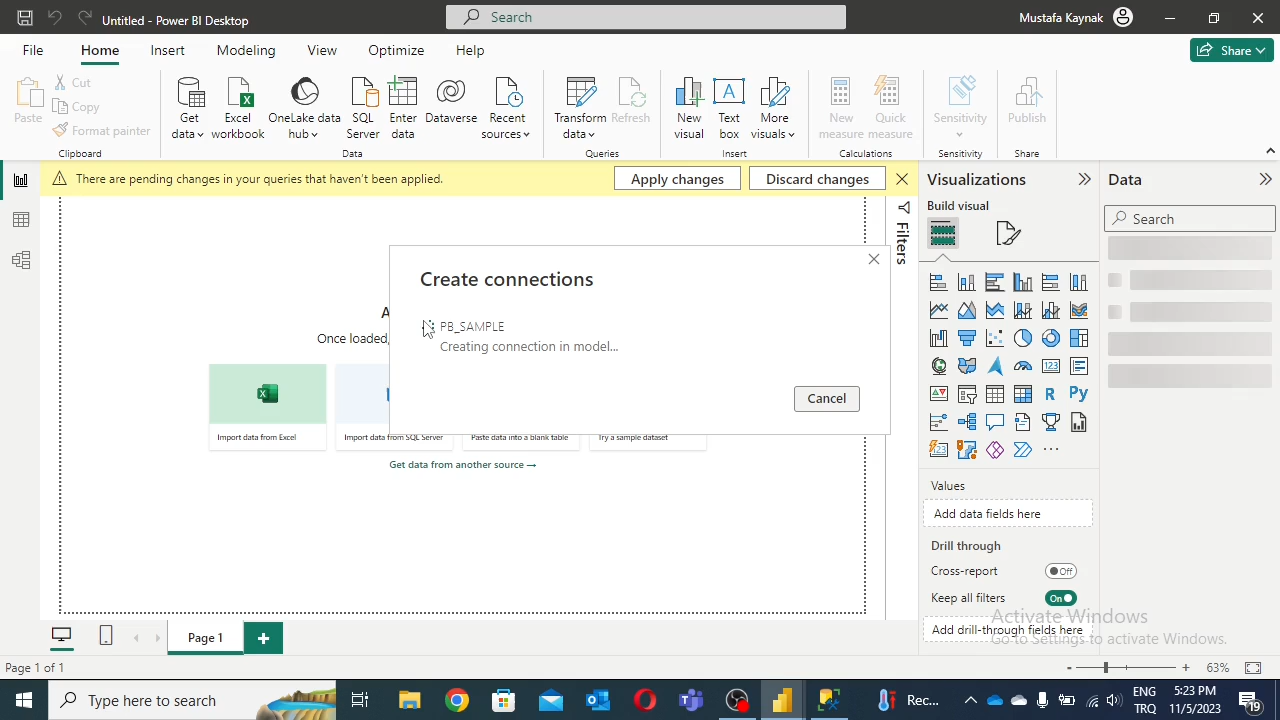 Untitled - Power BI Desktop
Search
Mustafa Kaynak
File
Home
Insert
Modeling
View
Optimize
Help
Share
Paste
Cut
Copy
Format painter
Clipboard
Get data
Excel workbook
OneLake data hub
SQL Server
Enter data
Dataverse
Recent sources
Data
Transform data
Refresh
Queries
New visual
Text box
More visuals
Insert
New measure
Quick measure
Calculations
Sensitivity
Sensitivity
Publish
Share
There are pending changes in your queries that haven't been applied.
Apply changes
Discard changes
Filters
Create connections
PB_SAMPLE
Creating connection in model...
Cancel
A
Once loaded,
Import data from Excel
Import data from SQL Server
Paste data into a blank table
Try a sample dataset
Get data from another source →
Visualizations
Build visual
123
R
Py
123
Values
Add data fields here
Drill through
Cross-report
Off
Keep all filters
On
Add drill-through fields here
Data
Search
Activate Windows
Go to Settings to activate Windows.
Page 1
Page 1 of 1
- + 63%
Type here to search
Rec...
ENG
TRQ
5:23 PM
11/5/2023
19